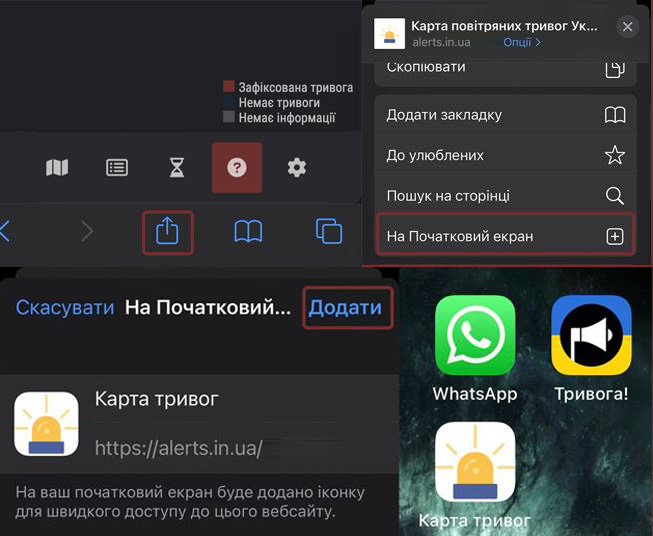 Зафіксована тривога
Немає тривоги
Немає інформації
?
Карта повітряних тривог Ук...
alerts.in.ua
Опції >
Скопіювати
Додати закладку
До улюблених
Пошук на сторінці
На Початковий екран
Скасувати
На Початковий...
Додати
Карта тривог
https://alerts.in.ua/
На ваш початковий екран буде додано іконку
для швидкого доступу до цього вебсайту.
WhatsApp
Тривога!
Карта тривог